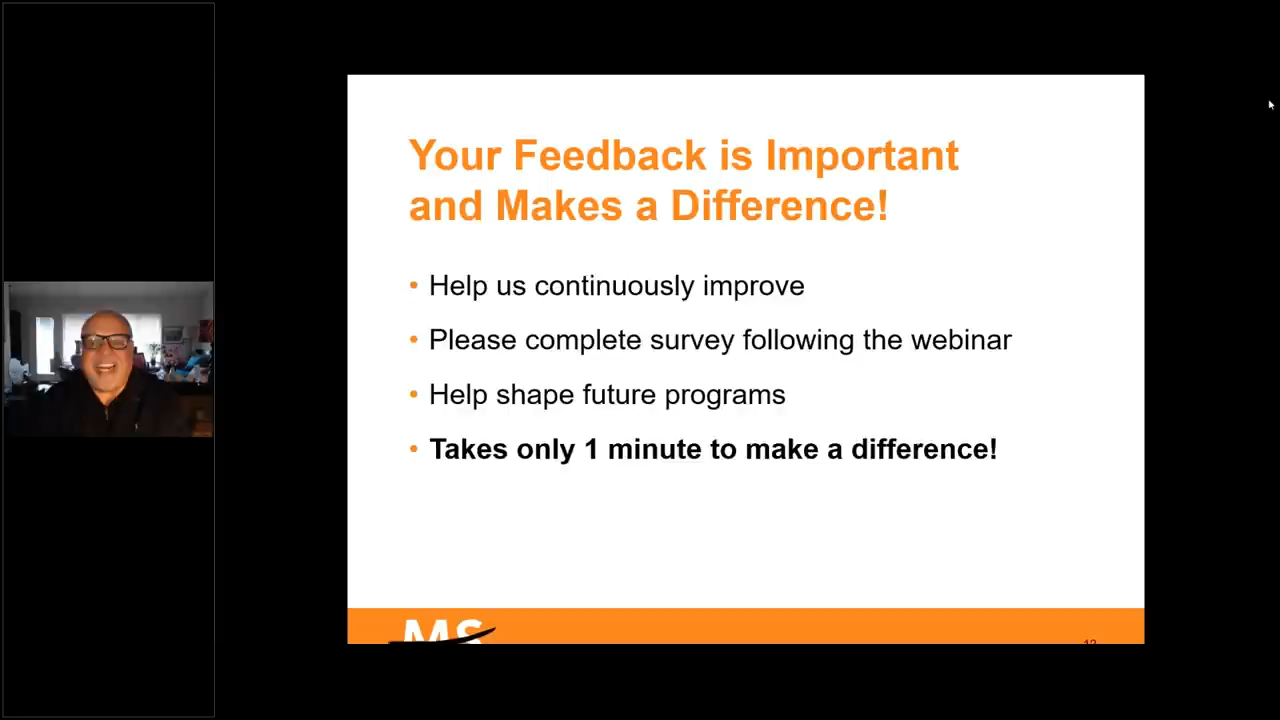 Your Feedback is Important
and Makes a Difference!
• Help us continuously improve
• Please complete survey following the webinar
• Help shape future programs
• Takes only 1 minute to make a difference!
MS